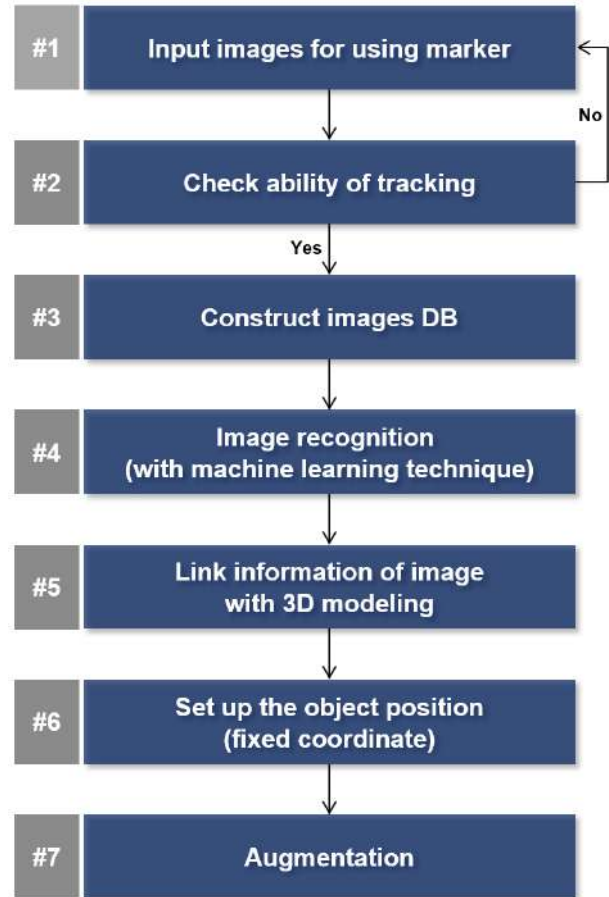 #1
Input images for using marker
No
#2
Check ability of tracking
Yes
#3
Construct images DB
#4
Image recognition
(with machine learning technique)
#5
Link information of image
with 3D modeling
#6
Set up the object position
(fixed coordinate)
#7
Augmentation